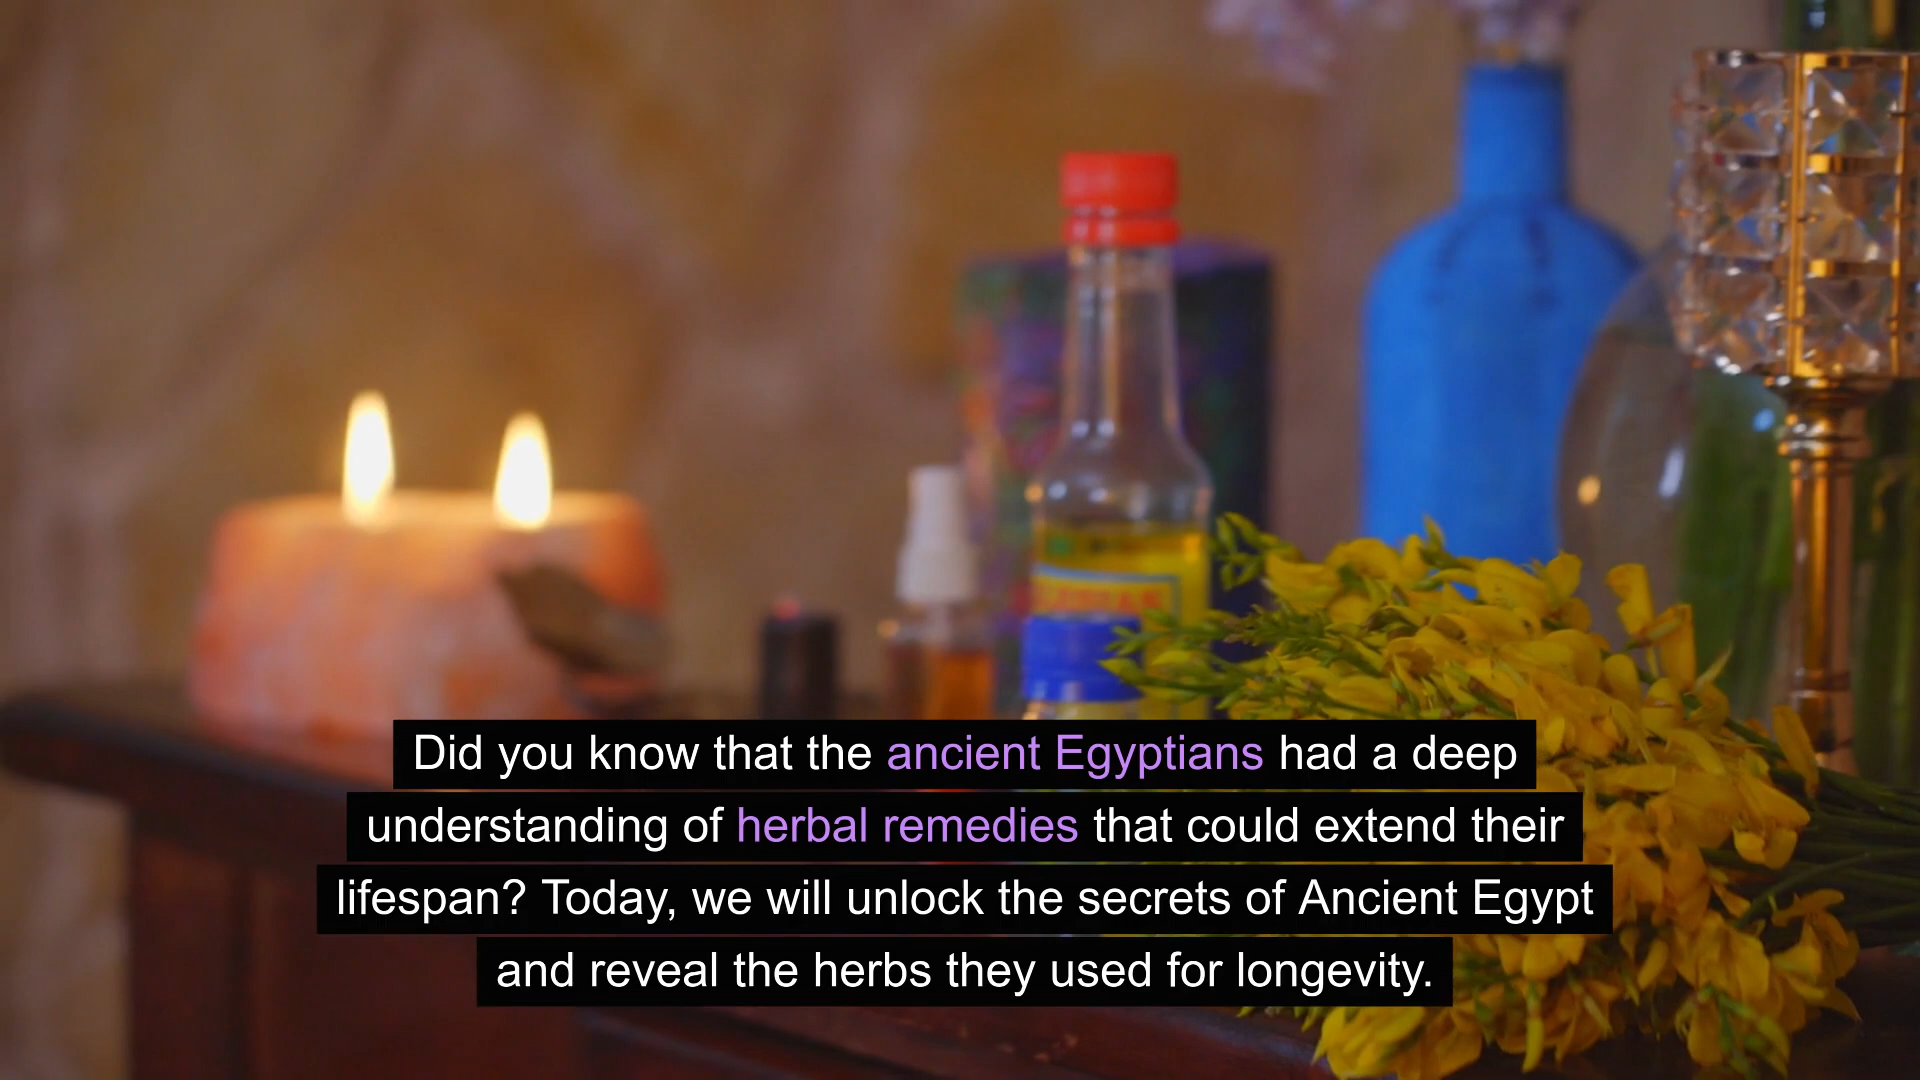 Did you know that the ancient Egyptians had a deep
understanding of herbal remedies that could extend their
lifespan? Today, we will unlock the secrets of Ancient Egypt
and reveal the herbs they used for longevity.